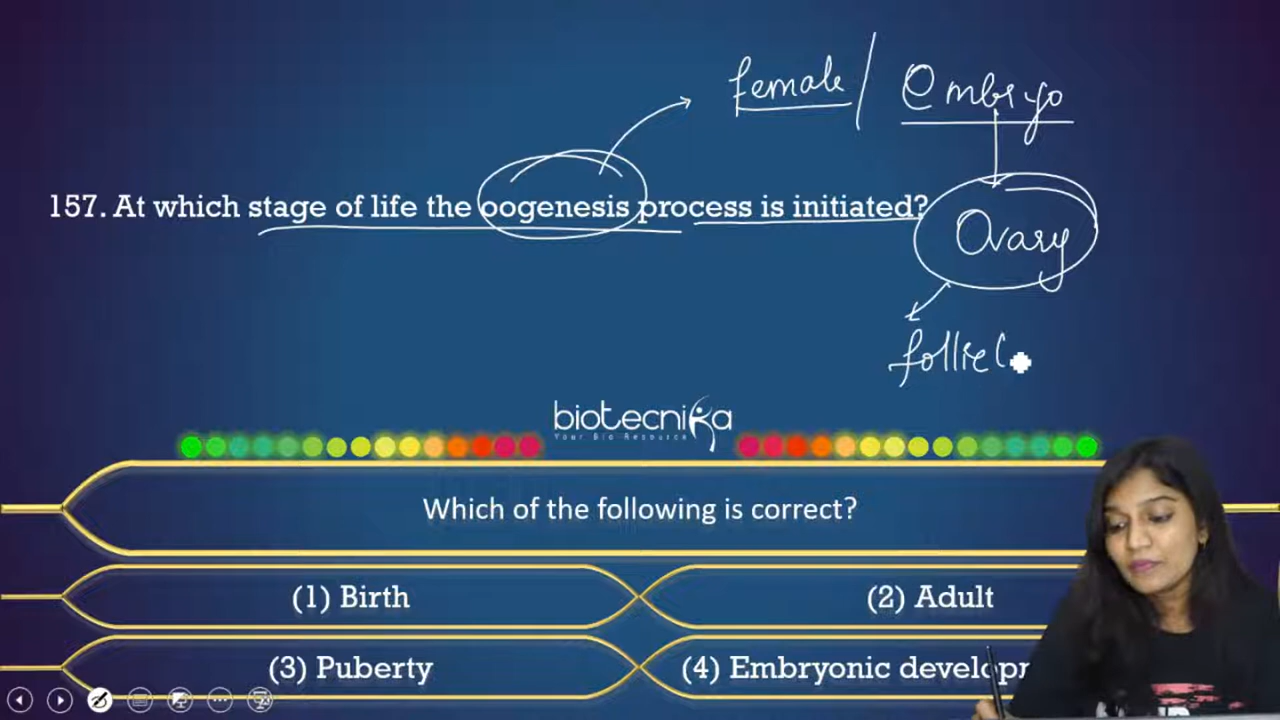 female / Embryo
157. At which stage of life the oogenesis process is initiated?
Ovary
follicl
biotecnika
Your Bio Resource
Which of the following is correct?
(1) Birth
(2) Adult
(3) Puberty
(4) Embryonic develop